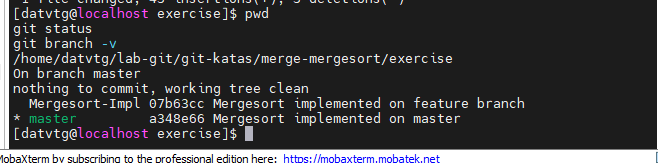 [datvtg@localhost exercise]$ pwd
git status
git branch -v
/home/datvtg/lab-git/git-katas/merge-mergesort/exercise
On branch master
nothing to commit, working tree clean
  Mergesort-Impl 07b63cc Mergesort implemented on feature branch
* master         a348e66 Mergesort implemented on master
[datvtg@localhost exercise]$
MobaXterm by subscribing to the professional edition here: https://mobaxterm.mobatek.net